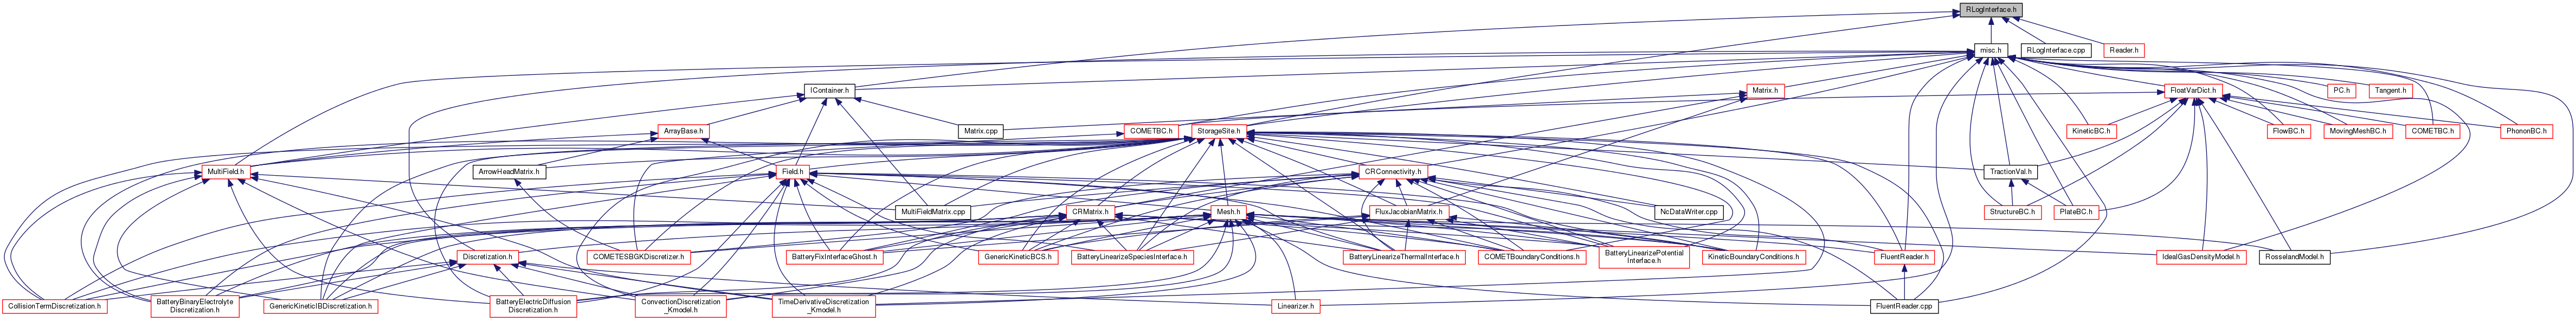 RLogInterface.h
misc.h
RLogInterface.cpp
Reader.h
IContainer.h
Matrix.h
FloatVarDict.h
PC.h
Tangent.h
ArrayBase.h
Matrix.cpp
COMETBC.h
StorageSite.h
KineticBC.h
FlowBC.h
MovingMeshBC.h
COMETBC.h
PhononBC.h
MultiField.h
ArrowHeadMatrix.h
Field.h
CRConnectivity.h
TractionVal.h
MultiFieldMatrix.cpp
CRMatrix.h
Mesh.h
FluxJacobianMatrix.h
NcDataWriter.cpp
StructureBC.h
PlateBC.h
Discretization.h
COMETESBGKDiscretizer.h
BatteryFixInterfaceGhost.h
GenericKineticBCS.h
BatteryLinearizeSpeciesInterface.h
BatteryLinearizeThermalInterface.h
COMETBoundaryConditions.h
BatteryLinearizePotential
Interface.h
KineticBoundaryConditions.h
FluentReader.h
IdealGasDensityModel.h
RosselandModel.h
CollisionTermDiscretization.h
BatteryBinaryElectrolyte
Discretization.h
GenericKineticIBDiscretization.h
BatteryElectricDiffusion
Discretization.h
ConvectionDiscretization
_Kmodel.h
TimeDerivativeDiscretization
_Kmodel.h
Linearizer.h
FluentReader.cpp